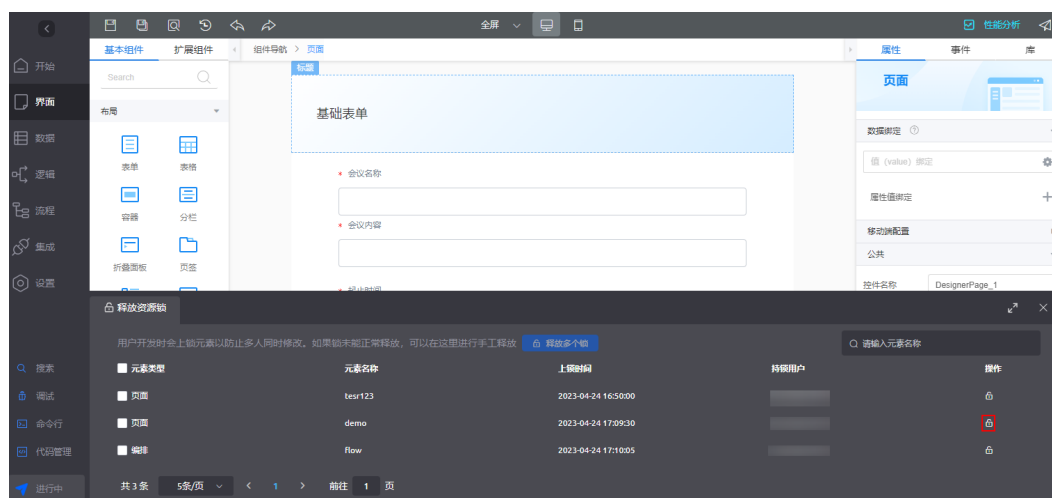 全屏
性能分析
基本组件 扩展组件
组件导航 > 页面
属性 事件 库
开始
界面
数据
逻辑
流程
集成
设置
Search
布局
表单 表格
容器 分栏
折叠面板 页签
标题
基础表单
* 会议名称
* 会议内容
* 起止时间
页面
数据绑定
值（value）绑定
属性值绑定
移动端配置
公共
控件名称 DesignerPage_1
释放资源锁
用户开发时会上锁元素以防止多人同时修改。如果锁未能正常释放，可以在这里进行手工释放 释放多个锁
请输入元素名称
元素类型 元素名称 上锁时间 持锁用户 操作
页面 tesr123 2023-04-24 16:50:00
页面 demo 2023-04-24 17:09:30
编排 flow 2023-04-24 17:10:05
共 3 条 5条/页 < 1 > 前往 1 页
搜索
调试
命令行
代码管理
进行中